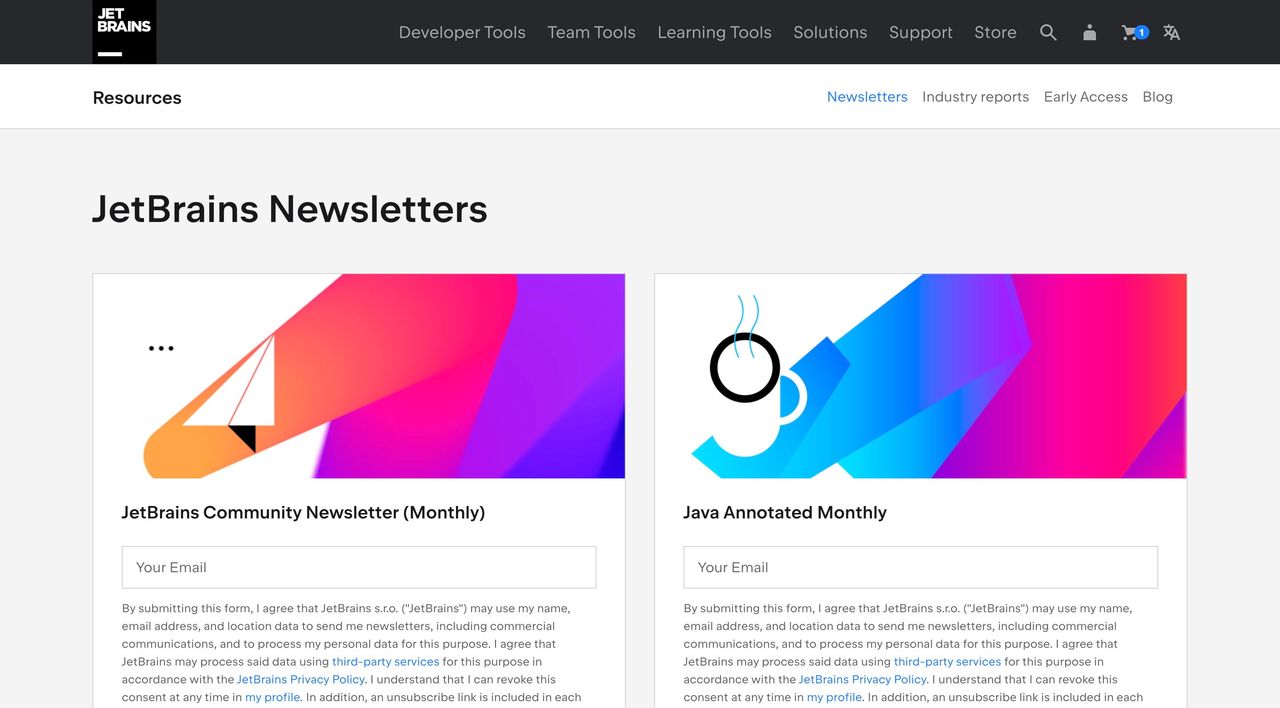 JET
BRAINS
Developer Tools Team Tools Learning Tools Solutions Support Store 1
Resources
Newsletters Industry reports Early Access Blog
JetBrains Newsletters
JetBrains Community Newsletter (Monthly)
Your Email
By submitting this form, I agree that JetBrains s.r.o. ("JetBrains") may use my name,
email address, and location data to send me newsletters, including commercial
communications, and to process my personal data for this purpose. I agree that
JetBrains may process said data using third-party services for this purpose in
accordance with the JetBrains Privacy Policy. I understand that I can revoke this
consent at any time in my profile. In addition, an unsubscribe link is included in each
Java Annotated Monthly
Your Email
By submitting this form, I agree that JetBrains s.r.o. ("JetBrains") may use my name,
email address, and location data to send me newsletters, including commercial
communications, and to process my personal data for this purpose. I agree that
JetBrains may process said data using third-party services for this purpose in
accordance with the JetBrains Privacy Policy. I understand that I can revoke this
consent at any time in my profile. In addition, an unsubscribe link is included in each